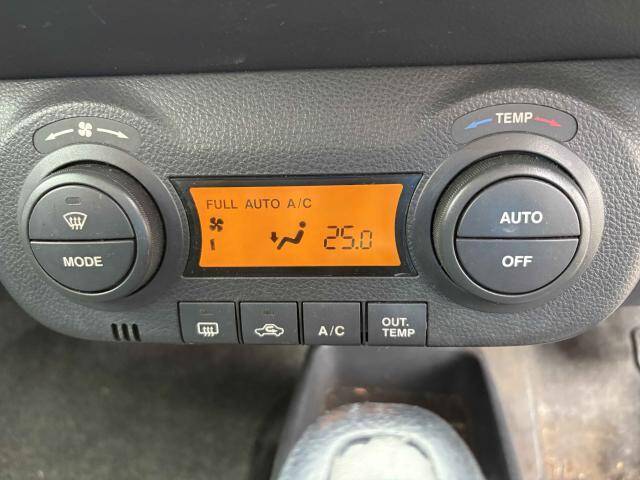 TEMP
FULL AUTO A/C
25.0
AUTO
MODE
OFF
A/C
OUT.
TEMP